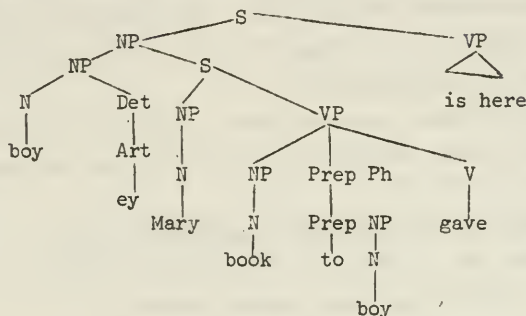 S
NP VP
NP S
N Det NP VP is here
boy Art N NP Prep Ph V
ey Mary N Prep NP gave
book to N
boy